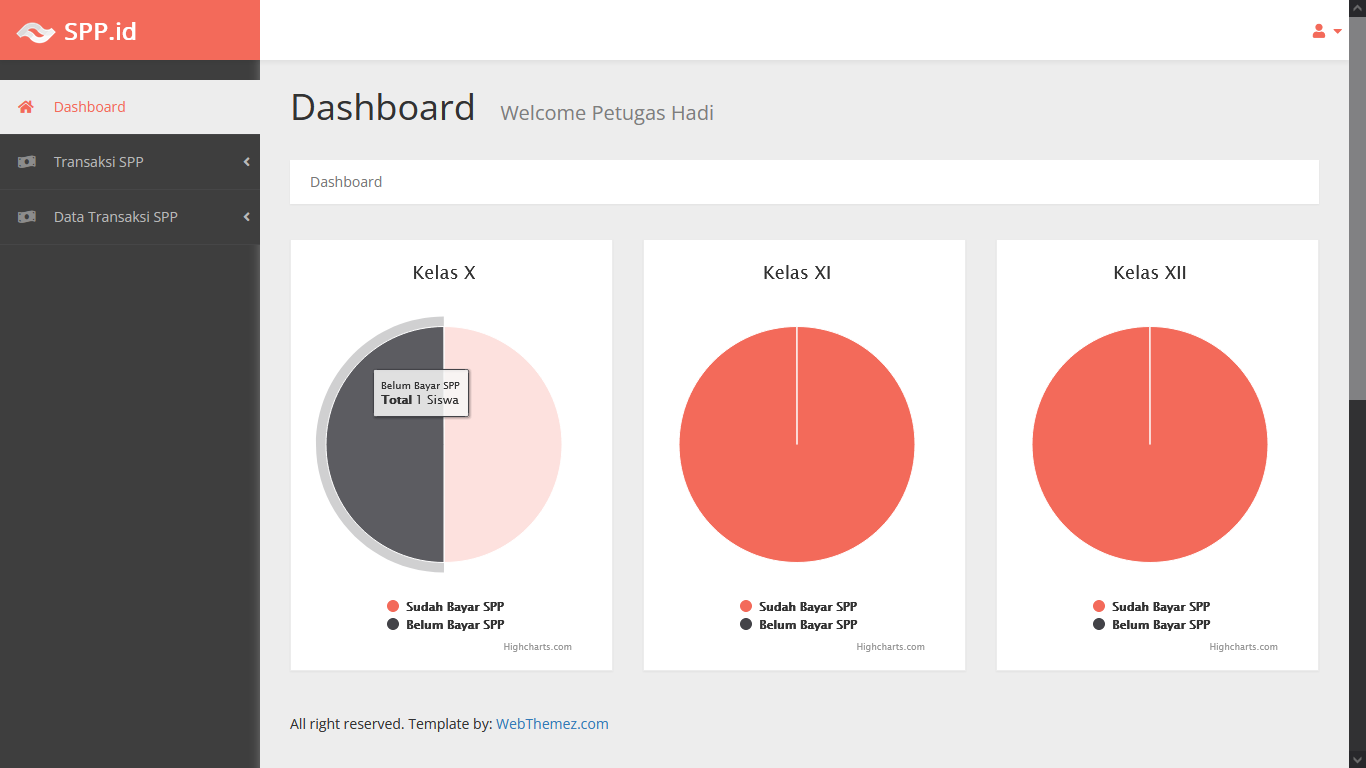 SPP.id
Dashboard
Transaksi SPP
Data Transaksi SPP
Dashboard Welcome Petugas Hadi
Dashboard
Kelas X
Belum Bayar SPP
Total 1 Siswa
Sudah Bayar SPP
Belum Bayar SPP
Highcharts.com
Kelas XI
Sudah Bayar SPP
Belum Bayar SPP
Highcharts.com
Kelas XII
Sudah Bayar SPP
Belum Bayar SPP
Highcharts.com
All right reserved. Template by: WebThemez.com